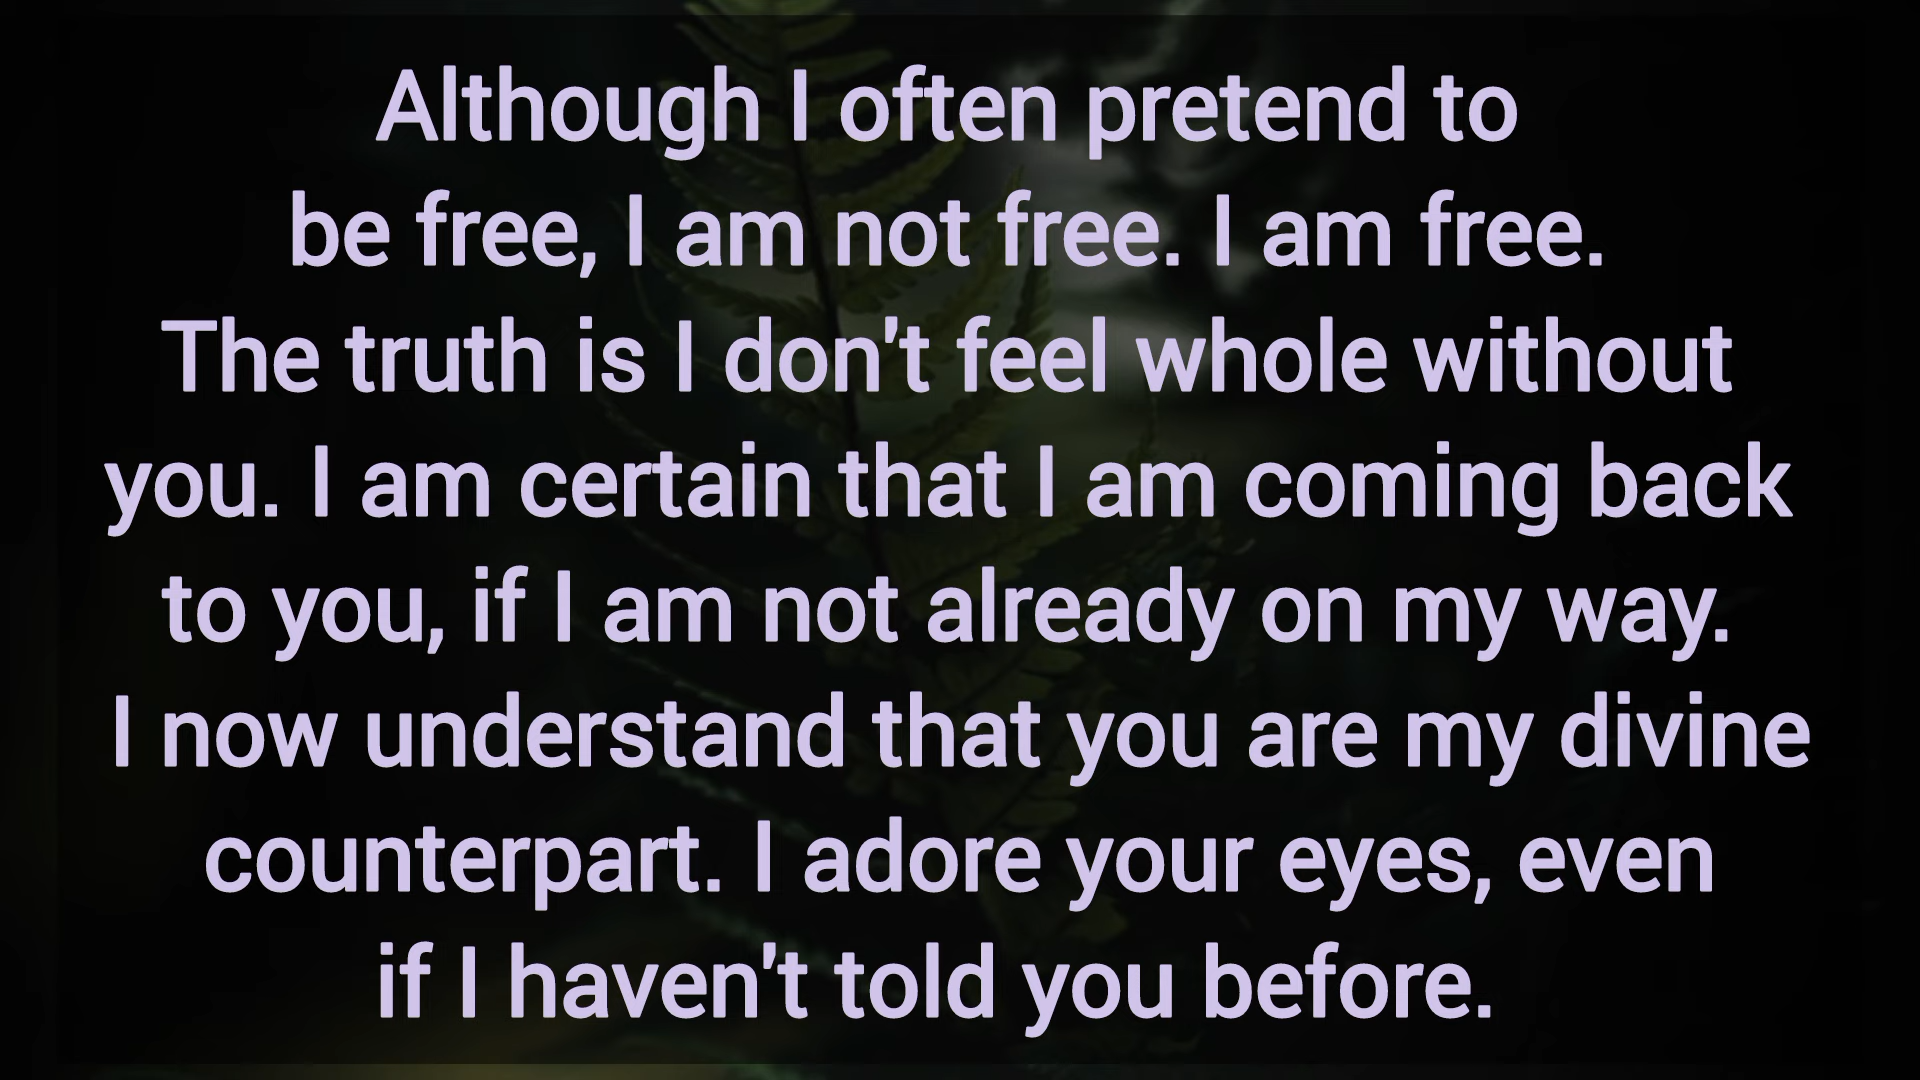 Although I often pretend to
be free, I am not free. I am free.
The truth is I don't feel whole without
you. I am certain that I am coming back
to you, if I am not already on my way.
I now understand that you are my divine
counterpart. I adore your eyes, even
if I haven't told you before.